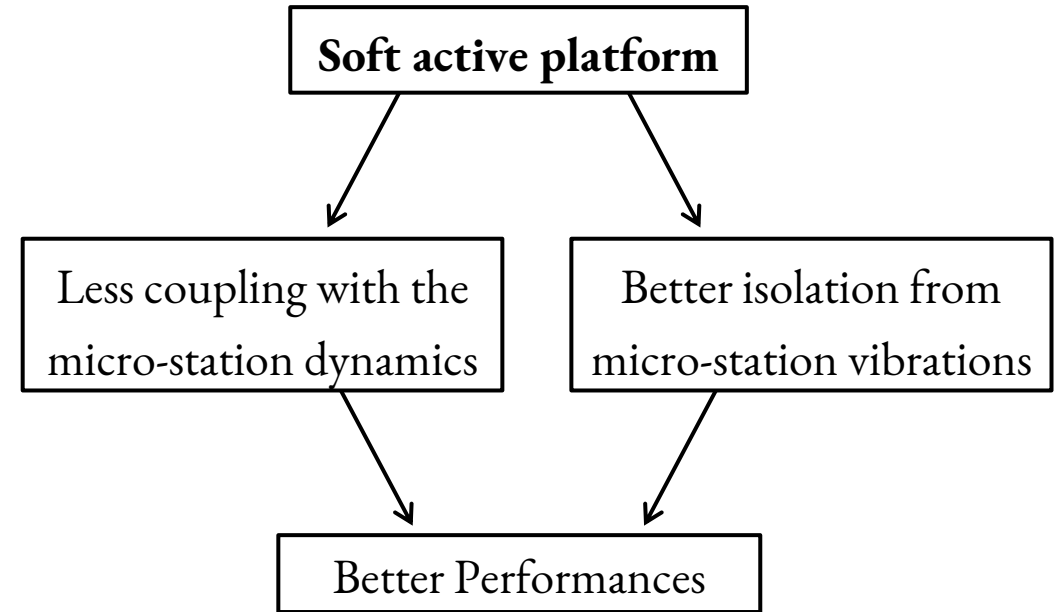 Soft active platform
Less coupling with the
micro-station dynamics
Better isolation from
micro-station vibrations
Better Performances